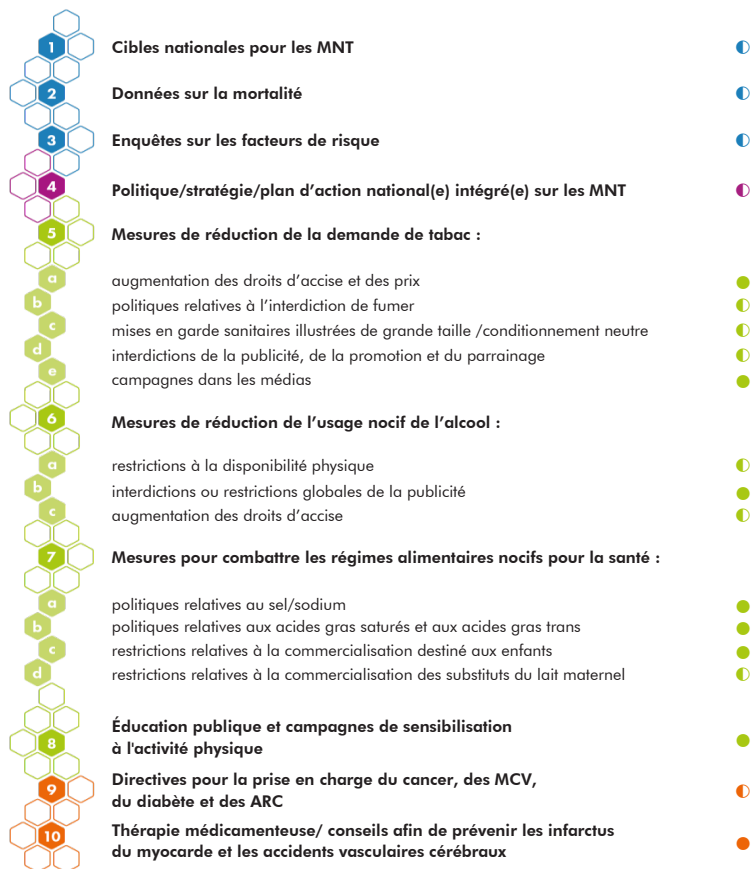 1 Cibles nationales pour les MNT
2 Données sur la mortalité
3 Enquêtes sur les facteurs de risque
4 Politique/stratégie/plan d’action national(e) intégré(e) sur les MNT
5 Mesures de réduction de la demande de tabac :
a augmentation des droits d’accise et des prix
b politiques relatives à l’interdiction de fumer
c mises en garde sanitaires illustrées de grande taille /conditionnement neutre
d interdictions de la publicité, de la promotion et du parrainage
e campagnes dans les médias
6 Mesures de réduction de l’usage nocif de l’alcool :
a restrictions à la disponibilité physique
b interdictions ou restrictions globales de la publicité
c augmentation des droits d’accise
7 Mesures pour combattre les régimes alimentaires nocifs pour la santé :
a politiques relatives au sel/sodium
b politiques relatives aux acides gras saturés et aux acides gras trans
c restrictions relatives à la commercialisation destiné aux enfants
d restrictions relatives à la commercialisation des substituts du lait maternel
8 Éducation publique et campagnes de sensibilisation
à l'activité physique
9 Directives pour la prise en charge du cancer, des MCV,
du diabète et des ARC
10 Thérapie médicamenteuse/ conseils afin de prévenir les infarctus
du myocarde et les accidents vasculaires cérébraux